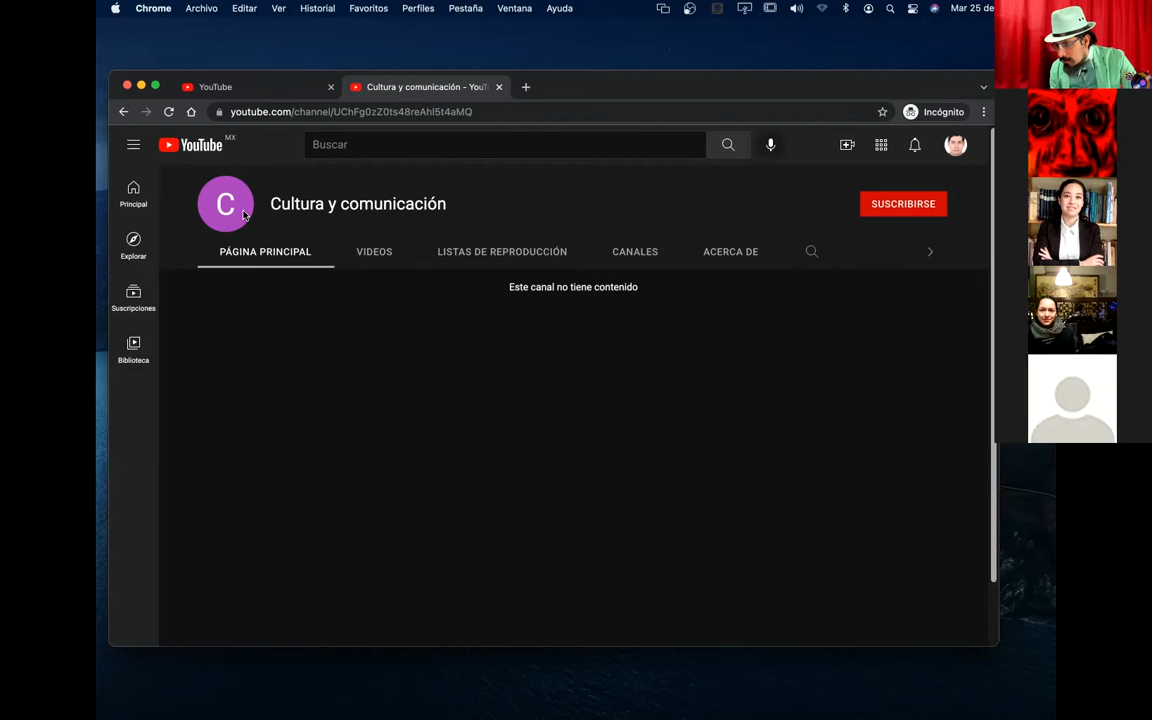 Chrome Archivo Editar Ver Historial Favoritos Perfiles Pestaña Ventana Ayuda Mar 25 de
YouTube Cultura y comunicación - YouT
youtube.com/channel/UChFg0zZ0ts48reAhI5t4aMQ Incógnito
YouTube MX Buscar
C Cultura y comunicación SUSCRIBIRSE
Principal
PÁGINA PRINCIPAL VIDEOS LISTAS DE REPRODUCCIÓN CANALES ACERCA DE
Explorar
Este canal no tiene contenido
Suscripciones
Biblioteca